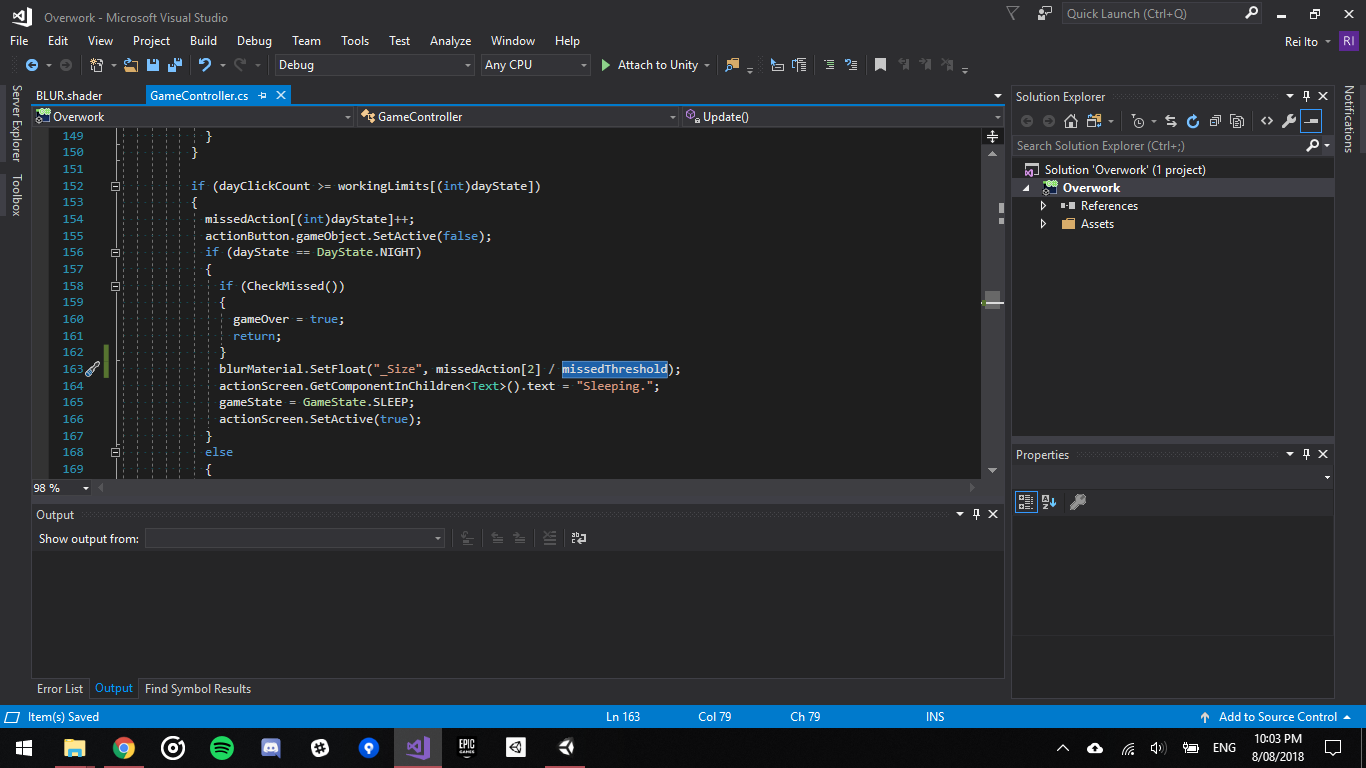 Overwork - Microsoft Visual Studio
Quick Launch (Ctrl+Q)
File Edit View Project Build Debug Team Tools Test Analyze Window Help
Rei Ito RI
Debug Any CPU Attach to Unity
Server Explorer
Toolbox
BLUR.shader GameController.cs
Overwork GameController Update()
149 }
150 }
151
152 if (dayClickCount >= workingLimits[(int)dayState])
153 {
154 missedAction[(int)dayState]++;
155 actionButton.gameObject.SetActive(false);
156 if (dayState == DayState.NIGHT)
157 {
158 if (CheckMissed())
159 {
160 gameOver = true;
161 return;
162 }
163 blurMaterial.SetFloat("_Size", missedAction[2] / missedThreshold);
164 actionScreen.GetComponentInChildren<Text>().text = "Sleeping.";
165 gameState = GameState.SLEEP;
166 actionScreen.SetActive(true);
167 }
168 else
169 {
98 %
Output
Show output from:
Error List Output Find Symbol Results
Solution Explorer
Search Solution Explorer (Ctrl+;)
Solution 'Overwork' (1 project)
Overwork
References
Assets
Properties
Notifications
Item(s) Saved Ln 163 Col 79 Ch 79 INS Add to Source Control
EPIC GAMES
ENG
10:03 PM
8/08/2018